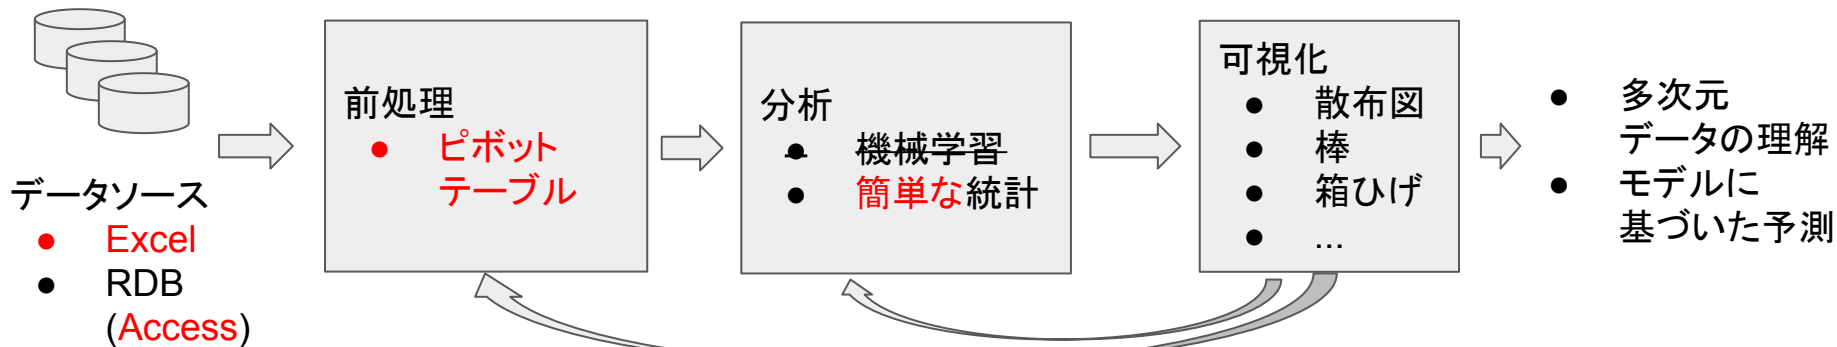 データソース
● Excel
● RDB
(Access)
前処理
● ピボット
テーブル
分析
● 機械学習
● 簡単な統計
可視化
● 散布図
● 棒
● 箱ひげ
● ...
● 多次元
データの理解
● モデルに
基づいた予測